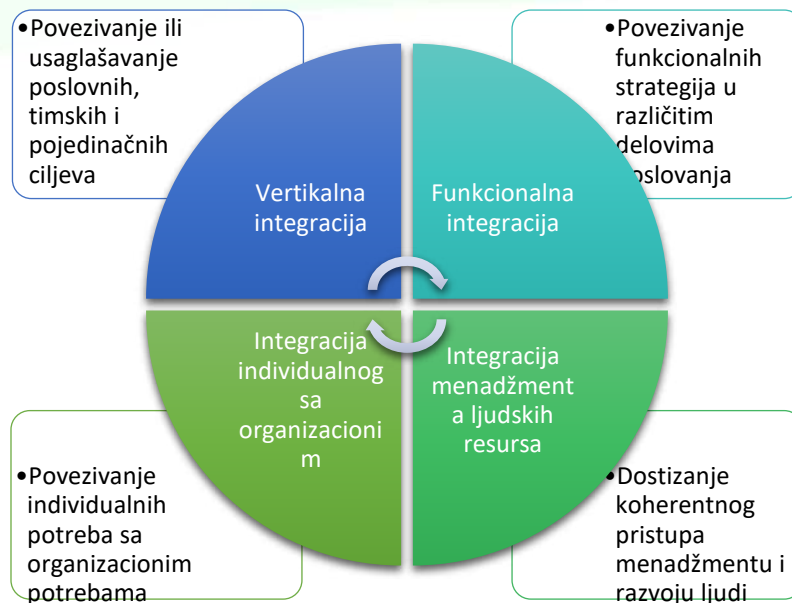 •Povezivanje ili
usaglašavanje
poslovnih,
timskih i
pojedinačnih
ciljeva
•Povezivanje
funkcionalnih
strategija u
različitim
delovima
oslovanja
Vertikalna
integracija
Funkcionalna
integracija
Integracija
individualnog
sa
organizacioni
m
Integracija
menadžment
a ljudskih
resursa
•Povezivanje
individualnih
potreba sa
organizacionim
potrebama
•Dostizanje
koherentnog
pristupa
menadžmentu i
razvoju ljudi